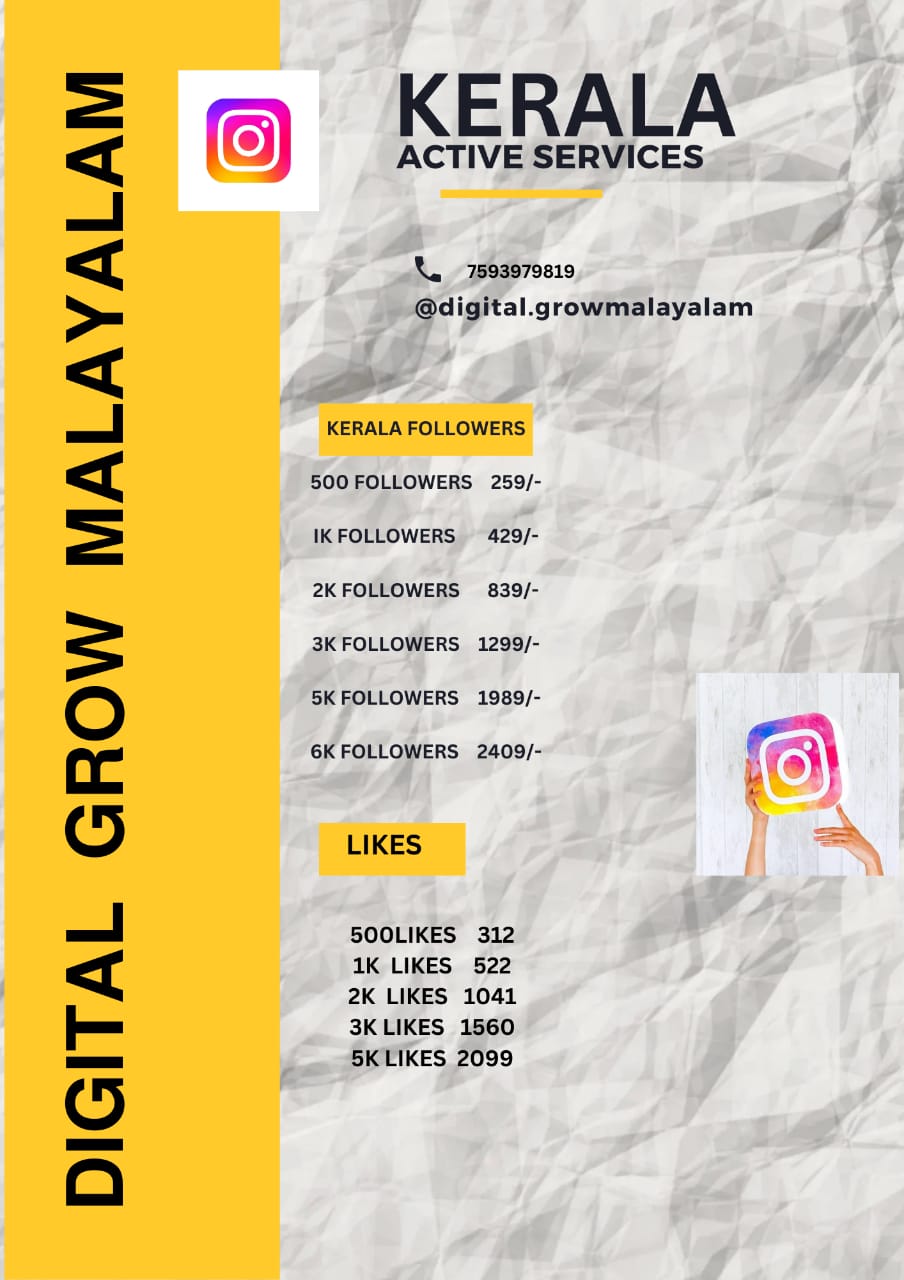 DIGITAL GROW MALAYALAM
KERALA
ACTIVE SERVICES
7593979819
@digital.growmalayalam
KERALA FOLLOWERS
500 FOLLOWERS 259/-
1K FOLLOWERS 429/-
2K FOLLOWERS 839/-
3K FOLLOWERS 1299/-
5K FOLLOWERS 1989/-
6K FOLLOWERS 2409/-
LIKES
500LIKES 312
1K LIKES 522
2K LIKES 1041
3K LIKES 1560
5K LIKES 2099